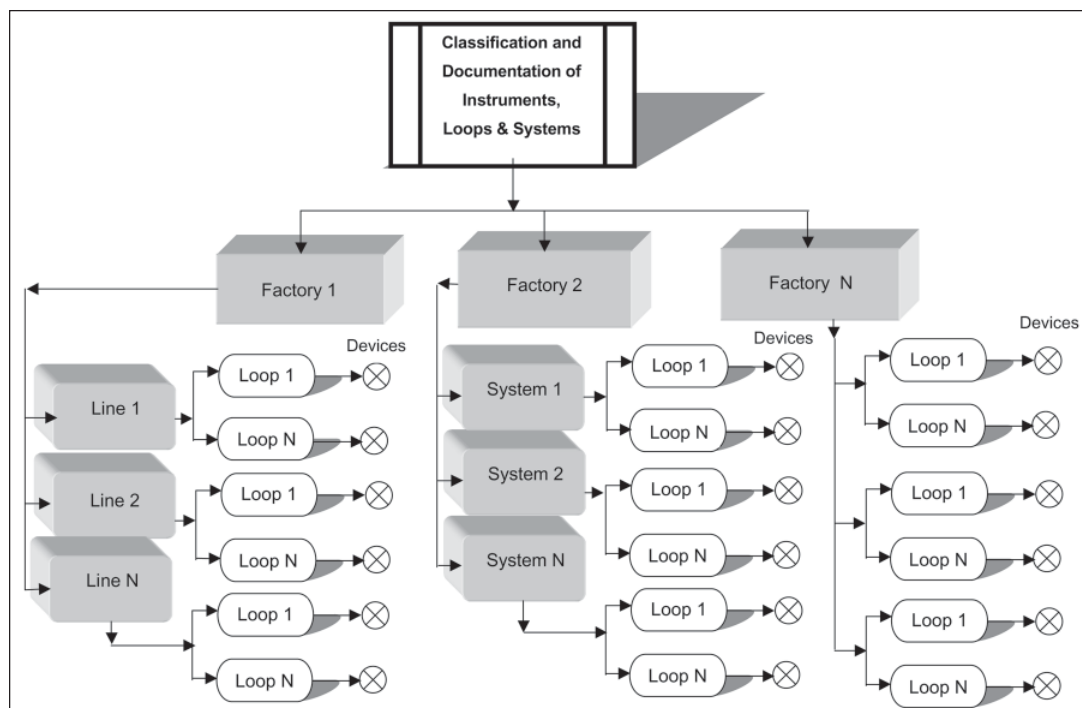 Classification and
Documentation of
Instruments,
Loops & Systems
Factory 1
Factory 2
Factory N
Devices
Line 1
Loop 1
Loop N
Line 2
Loop 1
Loop N
Line N
Loop 1
Loop N
Devices
System 1
Loop 1
Loop N
System 2
Loop 1
Loop N
System N
Loop 1
Loop N
Devices
Loop 1
Loop N
Loop 1
Loop N
Loop 1
Loop N